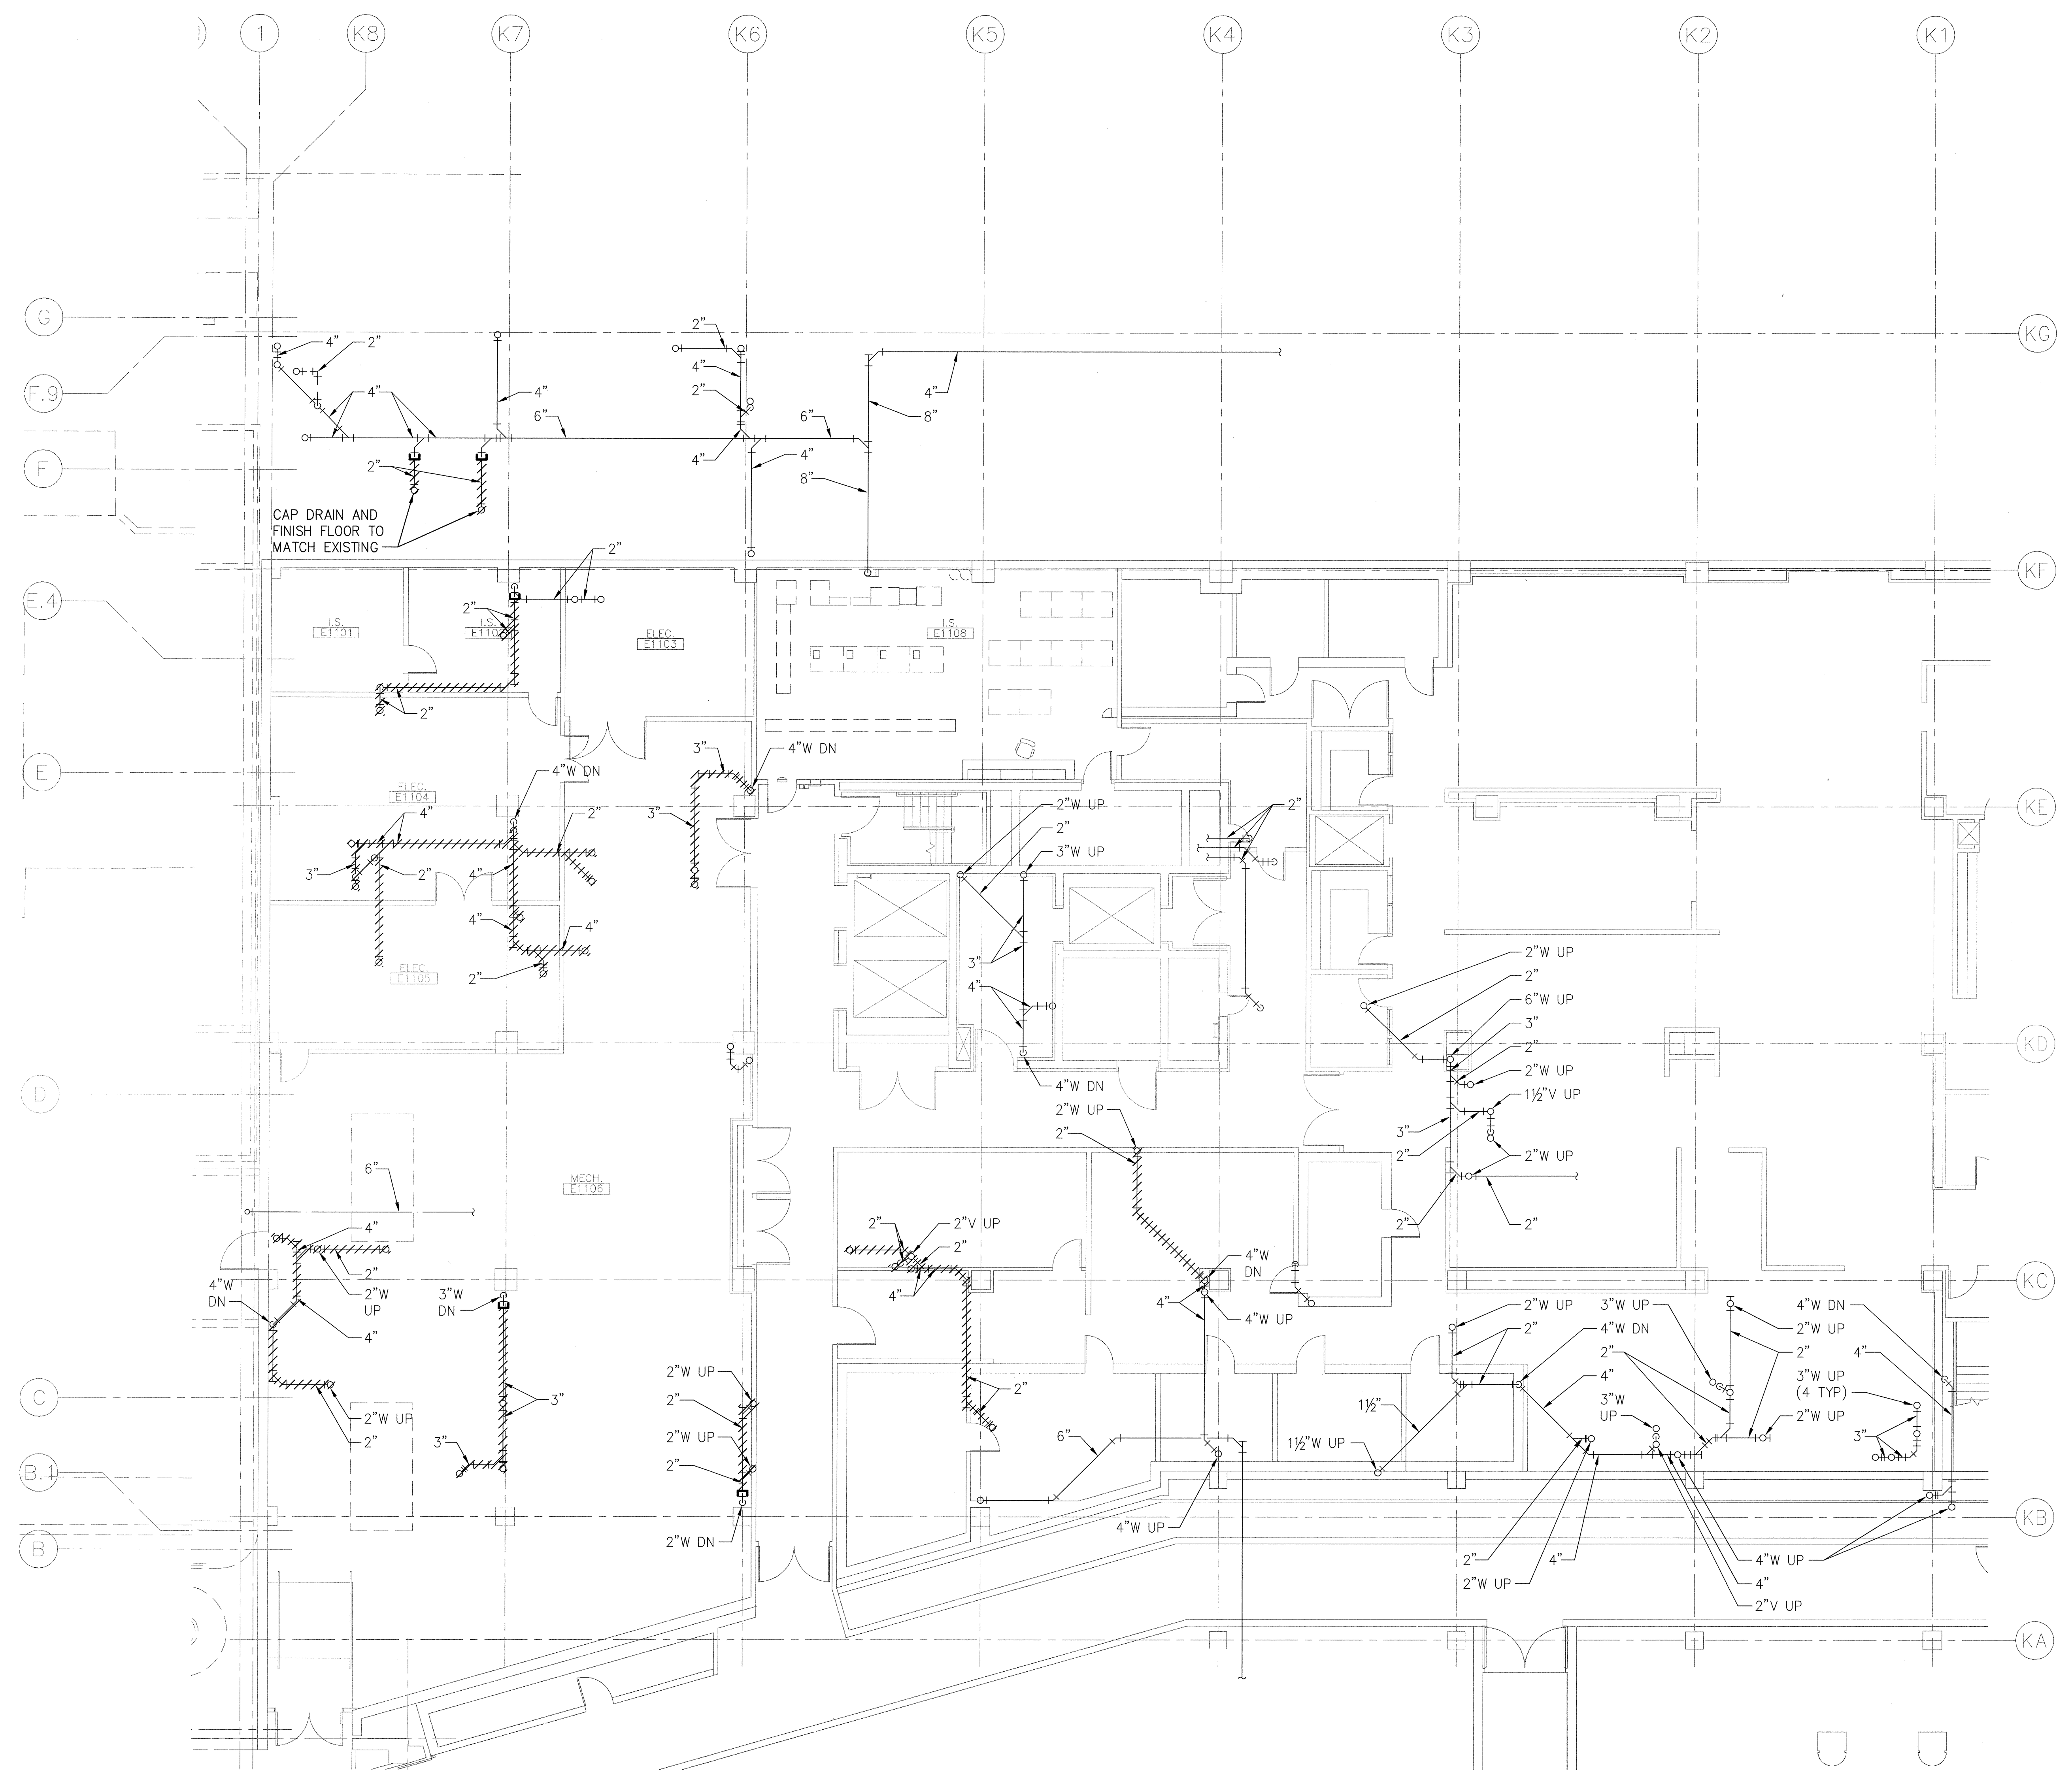 1
K8
K7
K6
K5
K4
K3
K2
K1
G
KG
2"
4"
2"
4"
F.9
4"
4"
2"
4"
6"
6"
8"
F
2"
4"
4"
8"
CAP DRAIN AND
FINISH FLOOR TO
MATCH EXISTING
2"
KF
E.4
2"
I.S.
E1101
I.S.
ELEC.
E1103
I.S.
E1108
2"
E
3"
4"W DN
4"W DN
ELEC.
E1104
4"
2"
3"
2"W UP
2"
2"
KE
3"W UP
3"
2"
4"
4"
4"
3"
2"W UP
2"
ELEC.
E1105
2"
4"
6"W UP
3"
2"
KD
2"W UP
4"W DN
D
2"W UP
1½"V UP
2"
3"
2"
2"W UP
6"
MECH.
E1106
4"
2"
2"V UP
2"
2"
2"
2"
4"W
DN
2"W
UP
3"W
DN
4"
4"W
DN
KC
4"
4"
4"W UP
2"W UP
3"W UP
4"W DN
2"
4"W DN
2"W UP
2"
2"
4"
2"W UP
C
3"
2"
2"
4"
3"W UP
(4 TYP)
1½"
3"W
UP
2"W UP
2"W UP
2"
3"
2"W UP
6"
1½"W UP
3"
B.1
2"
KB
4"W UP
B
2"W DN
2"
4"
4"W UP
2"W UP
4"
2"V UP
KA